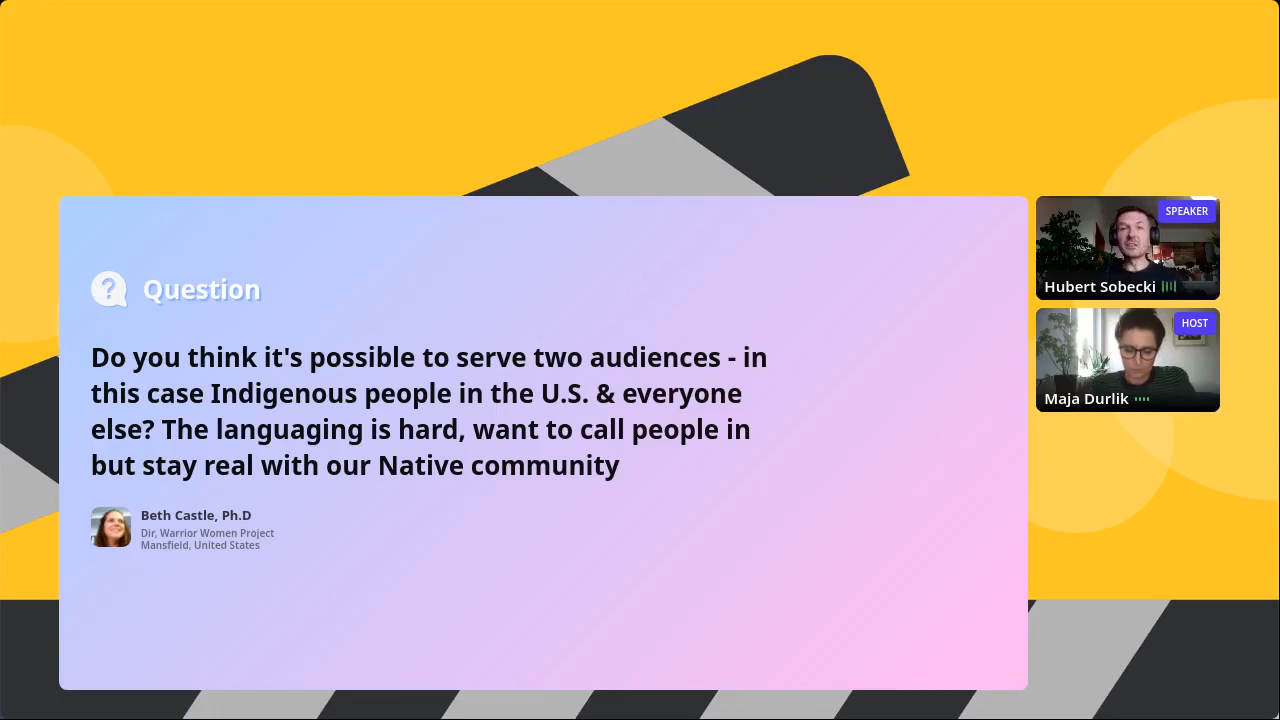 Question
Do you think it's possible to serve two audiences - in
this case Indigenous people in the U.S. & everyone
else? The languaging is hard, want to call people in
but stay real with our Native community
Beth Castle, Ph.D
Dir, Warrior Women Project
Mansfield, United States
SPEAKER
Hubert Sobecki
HOST
Maja Durlik